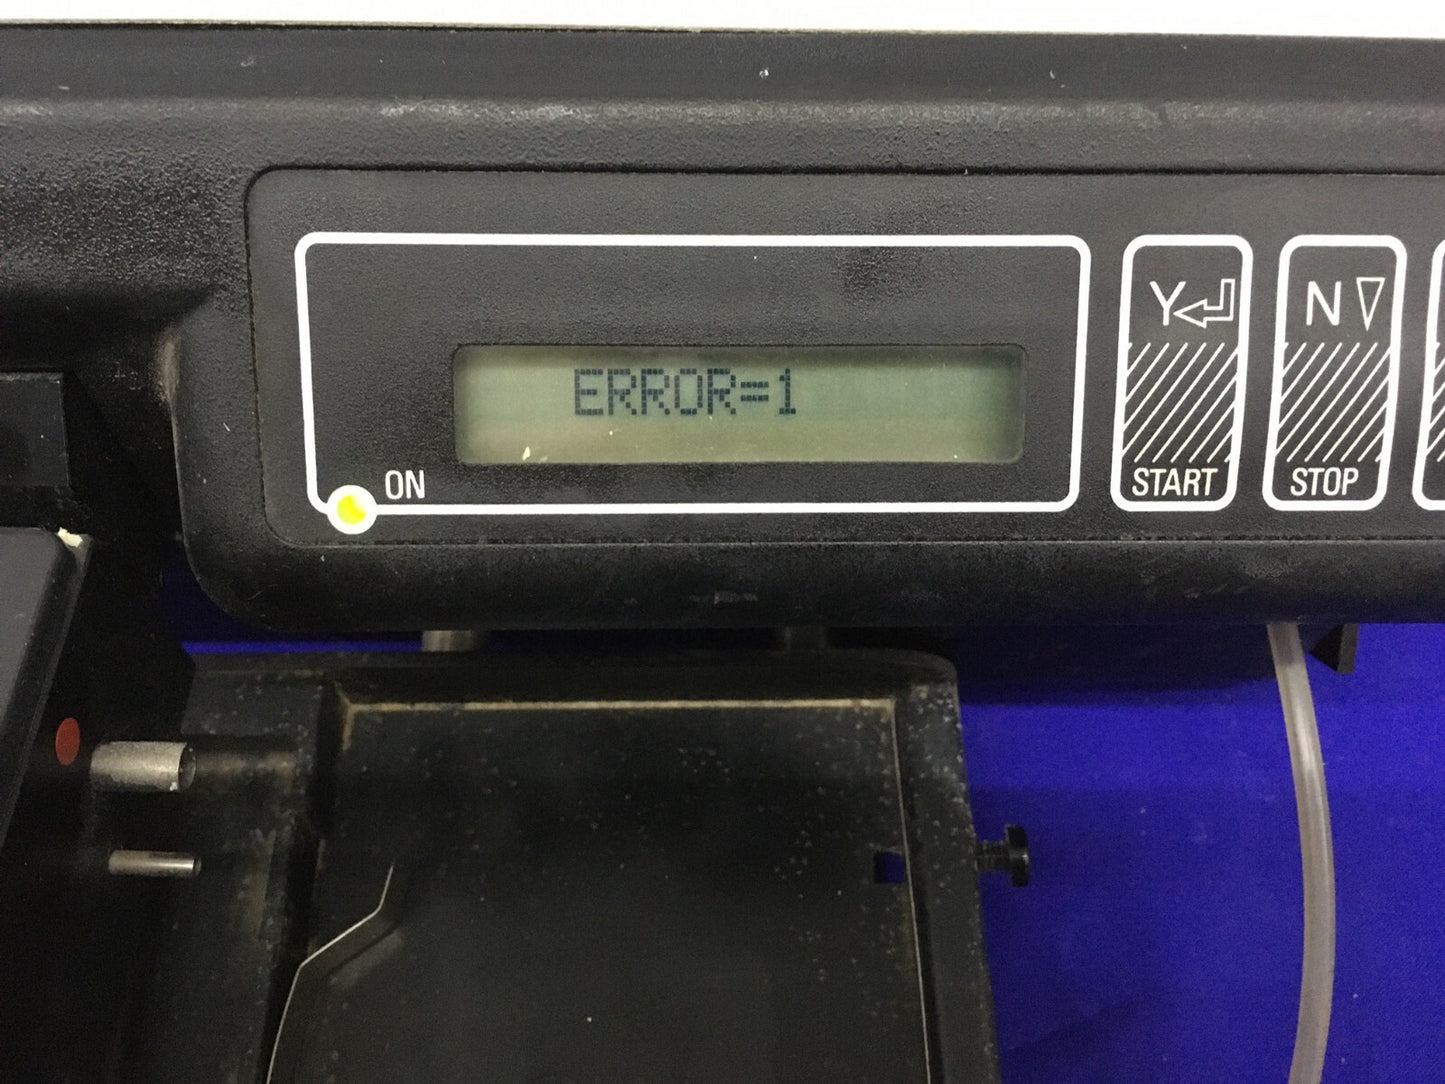 ERROR=1
ON
Y
START
N
STOP